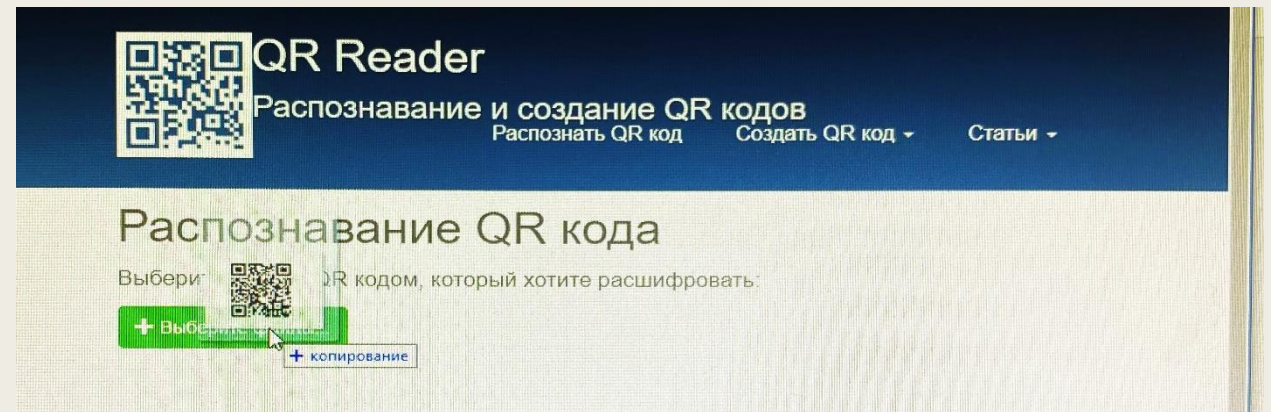 QR Reader
Распознавание и создание QR кодов
Распознать QR код Создать QR код Статьи
Распознавание QR кода
QR кодом, который хотите расшифровать:
+ копирование